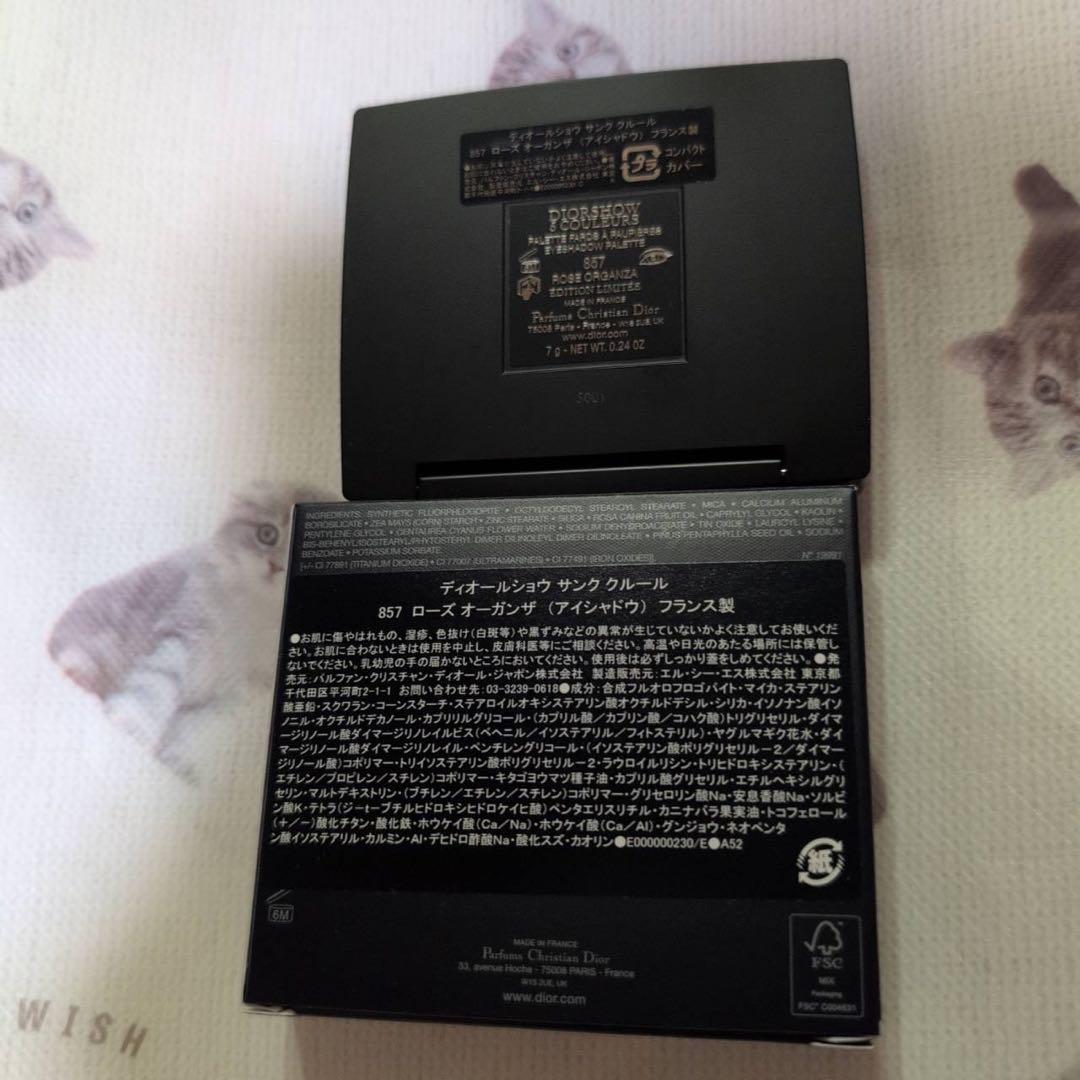 ディオールショウ サンク クルール
857 ローズ オーガンザ （アイシャドウ） フランス製
プラ
コンパクト
カバー
DIORSHOW
5 COULEURS
PALETTE FARDS À PAUPIÈRES
EYESHADOW PALETTE
857
ROSE ORGANZA
ÉDITION LIMITÉE
MADE IN FRANCE
Parfums Christian Dior
75008 Paris - France - W1S 2UE, UK
www.dior.com
7 g - NET WT. 0.24 OZ
INGREDIENTS: SYNTHETIC FLUORPHLOGOPITE • OCTYLDODECYL STEAROYL STEARATE • MICA • CALCIUM ALUMINUM
BOROSILICATE • ZEA MAYS (CORN) STARCH • ZINC STEARATE • SILICA • ROSA CANINA FRUIT OIL • CAPRYLYL GLYCOL • KAOLIN •
PENTYLENE GLYCOL • CENTAUREA CYANUS FLOWER WATER • SODIUM DEHYDROACETATE • TIN OXIDE • LAUROYL LYSINE •
BIS-BEHENYL/ISOSTEARYL/PHYTOSTERYL DIMER DILINOLEYL DIMER DILINOLEATE • PINUS PENTAPHYLLA SEED OIL • SODIUM
BENZOATE • POTASSIUM SORBATE
[+/- CI 77891 (TITANIUM DIOXIDE) • CI 77007 (ULTRAMARINES) • CI 77491 (IRON OXIDES)].
ディオールショウ サンク クルール
857 ローズ オーガンザ （アイシャドウ） フランス製
●お肌に傷やはれもの、湿疹、色抜け(白斑等)や黒ずみなどの異常が生じていないかよく注意してお使いくだ
さい。お肌に合わないときは使用を中止し、皮膚科医等にご相談ください。高温や日光のあたる場所には保管し
ないでください。乳幼児の手の届かないところにおいてください。使用後は必ずしっかり蓋をしめてください。●発
売元:パルファン・クリスチャン・ディオール・ジャポン株式会社 製造販売元:エル・シー・エス株式会社 東京都
千代田区平河町2-1-1 お問い合わせ先:03-3239-0618●成分:合成フルオロフロゴパイト・マイカ・ステアリン
酸亜鉛・スクワラン・コーンスターチ・ステアロイルオキシステアリン酸オクチルドデシル・シリカ・イソノナン酸イソ
ノニル・オクチルドデカノール・カプリリルグリコール・(カプリル酸／カプリン酸／コハク酸)トリグリセリル・ダイマ
ージリノール酸ダイマージリノレイルビス(ベヘニル／イソステアリル／フィトステリル)・ヤグルマギク花水・ダイ
マージリノール酸ダイマージリノレイル・ペンチレングリコール・(イソステアリン酸ポリグリセリル-2／ダイマー
ジリノール酸)コポリマー・トリイソステアリン酸ポリグリセリル-2・ラウロイルリシン・トリヒドロキシステアリン・(
エチレン／プロピレン／スチレン)コポリマー・キタゴヨウマツ種子油・カプリル酸グリセリル・エチルヘキシルグリ
セリン・マルトデキストリン・(ブチレン／エチレン／スチレン)コポリマー・グリセロリン酸Na・安息香酸Na・ソルビ
ン酸K・テトラ(ジ-t-ブチルヒドロキシヒドロケイヒ酸)ペンタエリスリチル・カニナバラ果実油・トコフェロール
(+/-)酸化チタン・酸化鉄・ホウケイ酸(Ca/Na)・ホウケイ酸(Ca/Al)・グンジョウ・ネオペンタ
ン酸イソステアリル・カルミン・Al・デヒドロ酢酸Na・酸化スズ・カオリン●E000000230/E●A52
紙
6M
MADE IN FRANCE
Parfums Christian Dior
33, avenue Hoche - 75008 PARIS - France
W1S 2UE, UK
www.dior.com
FSC
MIX
Packaging
FSC® C004531
WISH